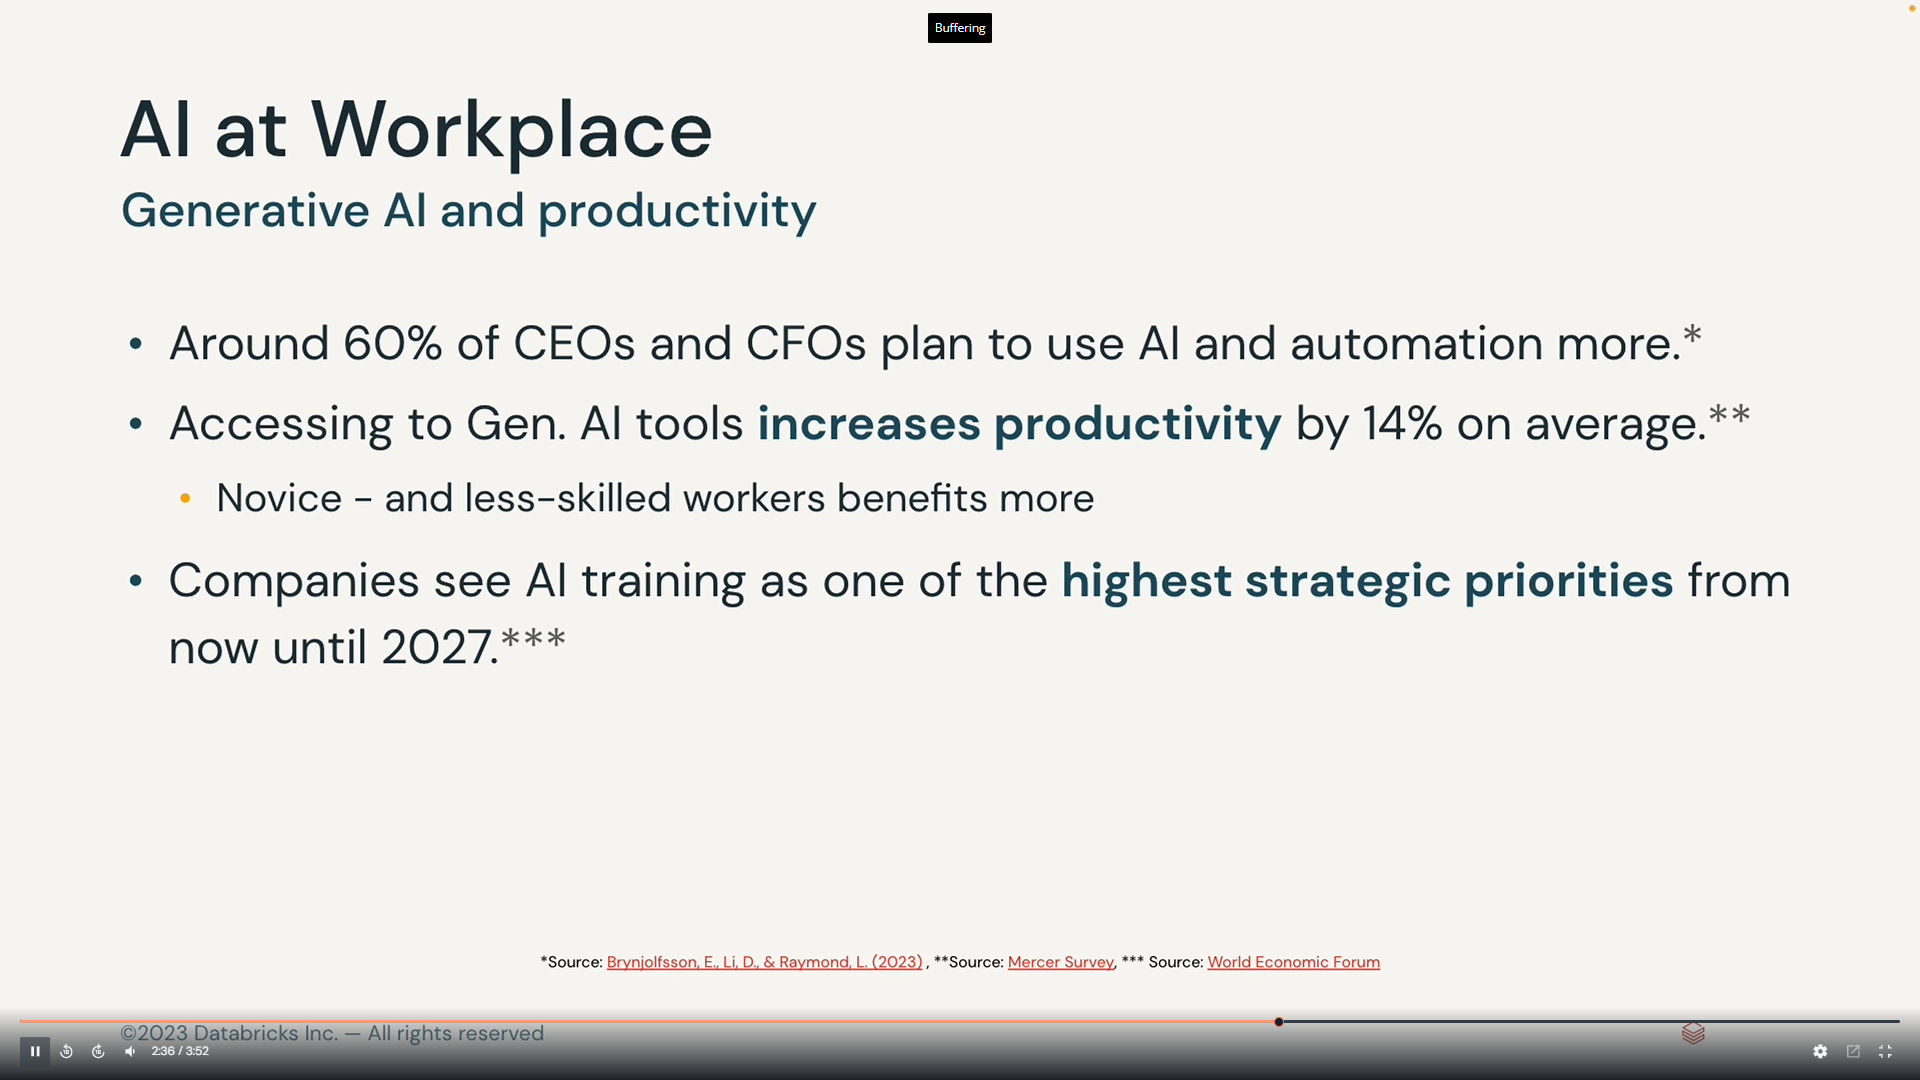 Buffering
AI at Workplace
Generative AI and productivity
• Around 60% of CEOs and CFOs plan to use AI and automation more.*
• Accessing to Gen. AI tools increases productivity by 14% on average.**
• Novice - and less-skilled workers benefits more
• Companies see AI training as one of the highest strategic priorities from
now until 2027.***
*Source: Brynjolfsson, E., Li, D., & Raymond, L. (2023) , **Source: Mercer Survey, *** Source: World Economic Forum
©2023 Databricks Inc. — All rights reserved
2:36 / 3:52